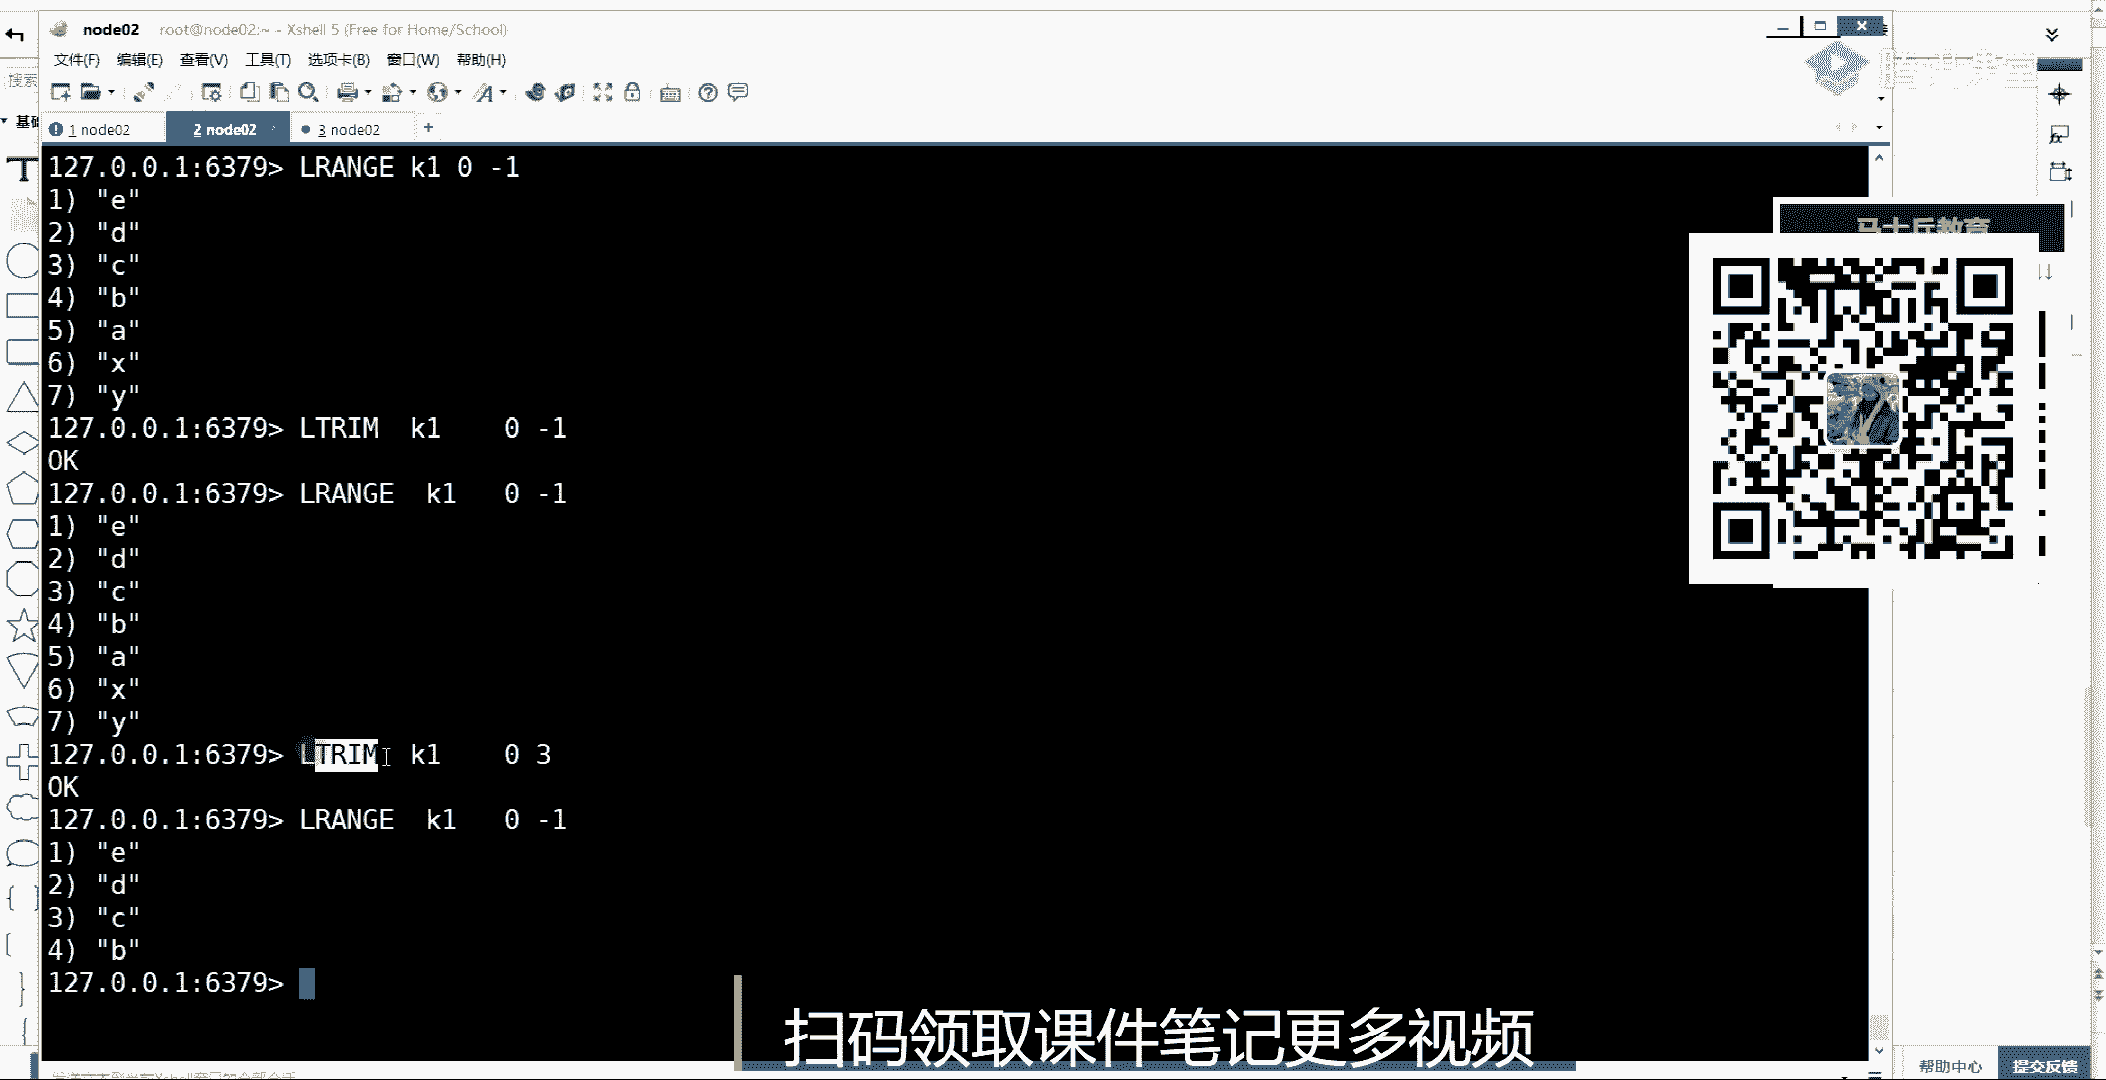 node02 root@node02:~ - Xshell 5 (Free for Home/School)
文件(F) 编辑(E) 查看(V) 工具(T) 选项卡(B) 窗口(W) 帮助(H)
搜索
基础
1 node02 2 node02 3 node02 +
127.0.0.1:6379> LRANGE k1 0 -1
1) "e"
2) "d"
3) "c"
4) "b"
5) "a"
6) "x"
7) "y"
127.0.0.1:6379> LTRIM  k1    0 -1
OK
127.0.0.1:6379> LRANGE  k1   0 -1
1) "e"
2) "d"
3) "c"
4) "b"
5) "a"
6) "x"
7) "y"
127.0.0.1:6379> LTRIM  k1    0 3
OK
127.0.0.1:6379> LRANGE  k1   0 -1
1) "e"
2) "d"
3) "c"
4) "b"
127.0.0.1:6379>
马士兵教育
扫码领取课件笔记更多视频
帮助中心 提交反馈